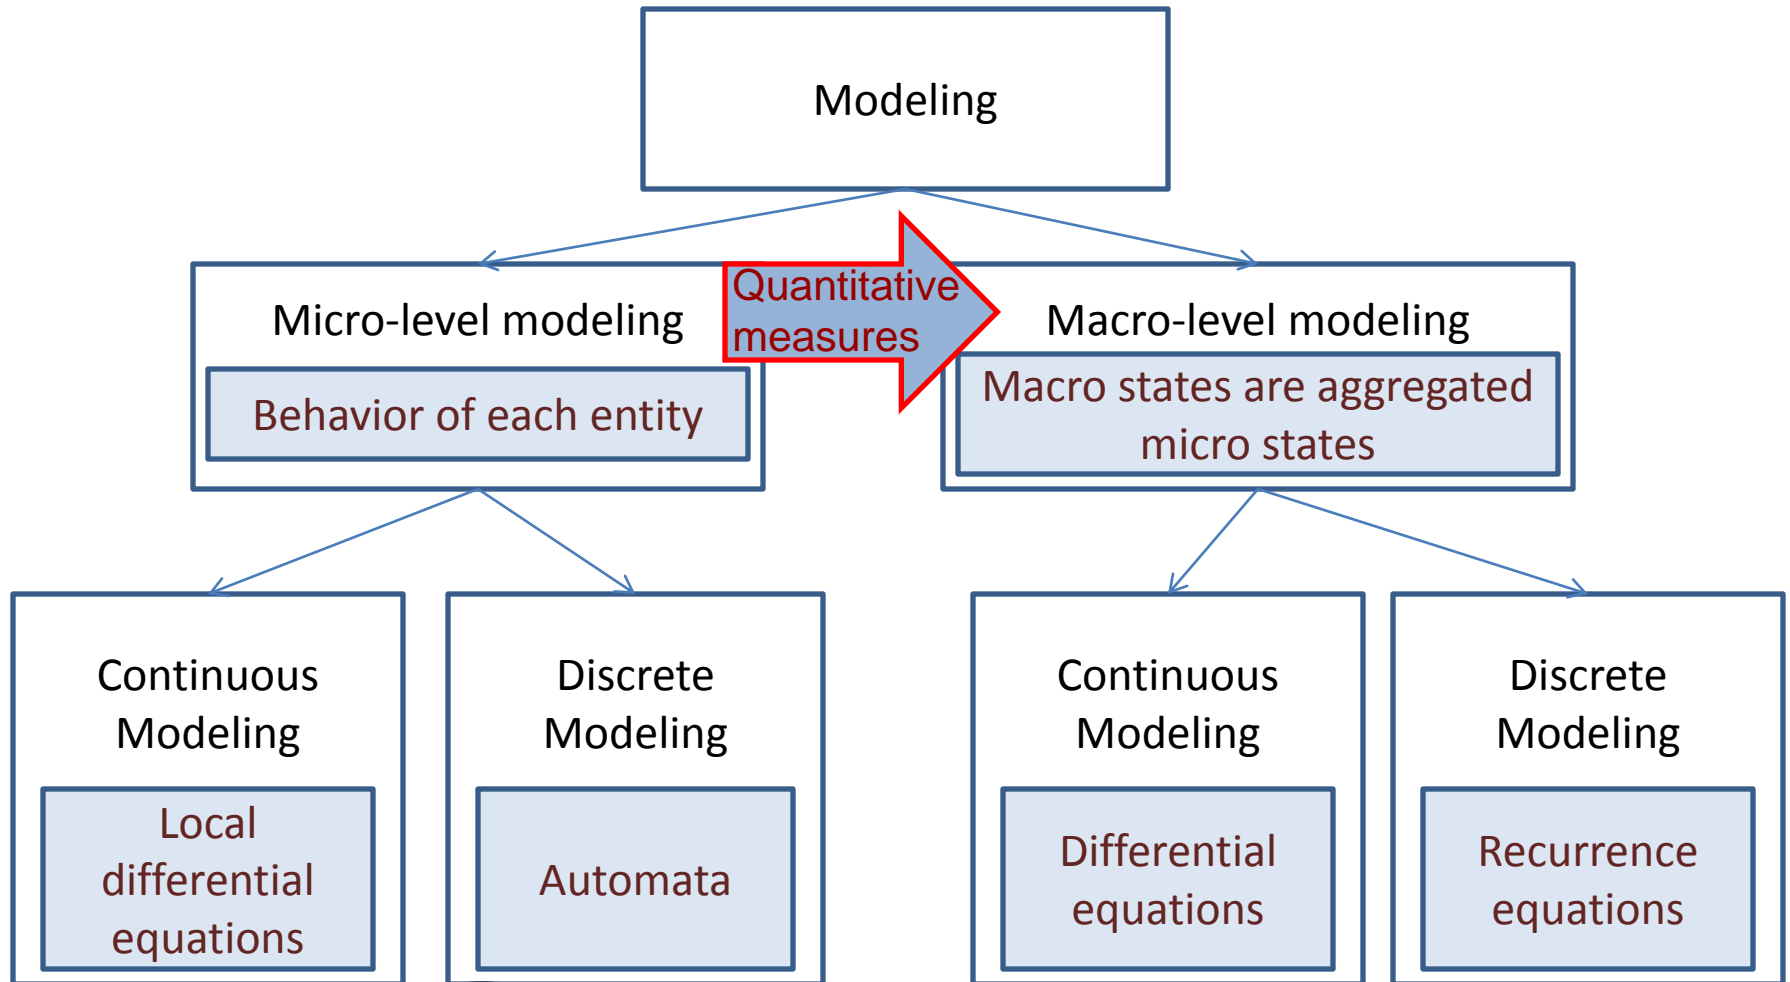 Modeling
Micro-level modeling
Behavior of each entity
Quantitative
measures
Macro-level modeling
Macro states are aggregated
micro states
Continuous
Modeling
Local
differential
equations
Discrete
Modeling
Automata
Continuous
Modeling
Differential
equations
Discrete
Modeling
Recurrence
equations